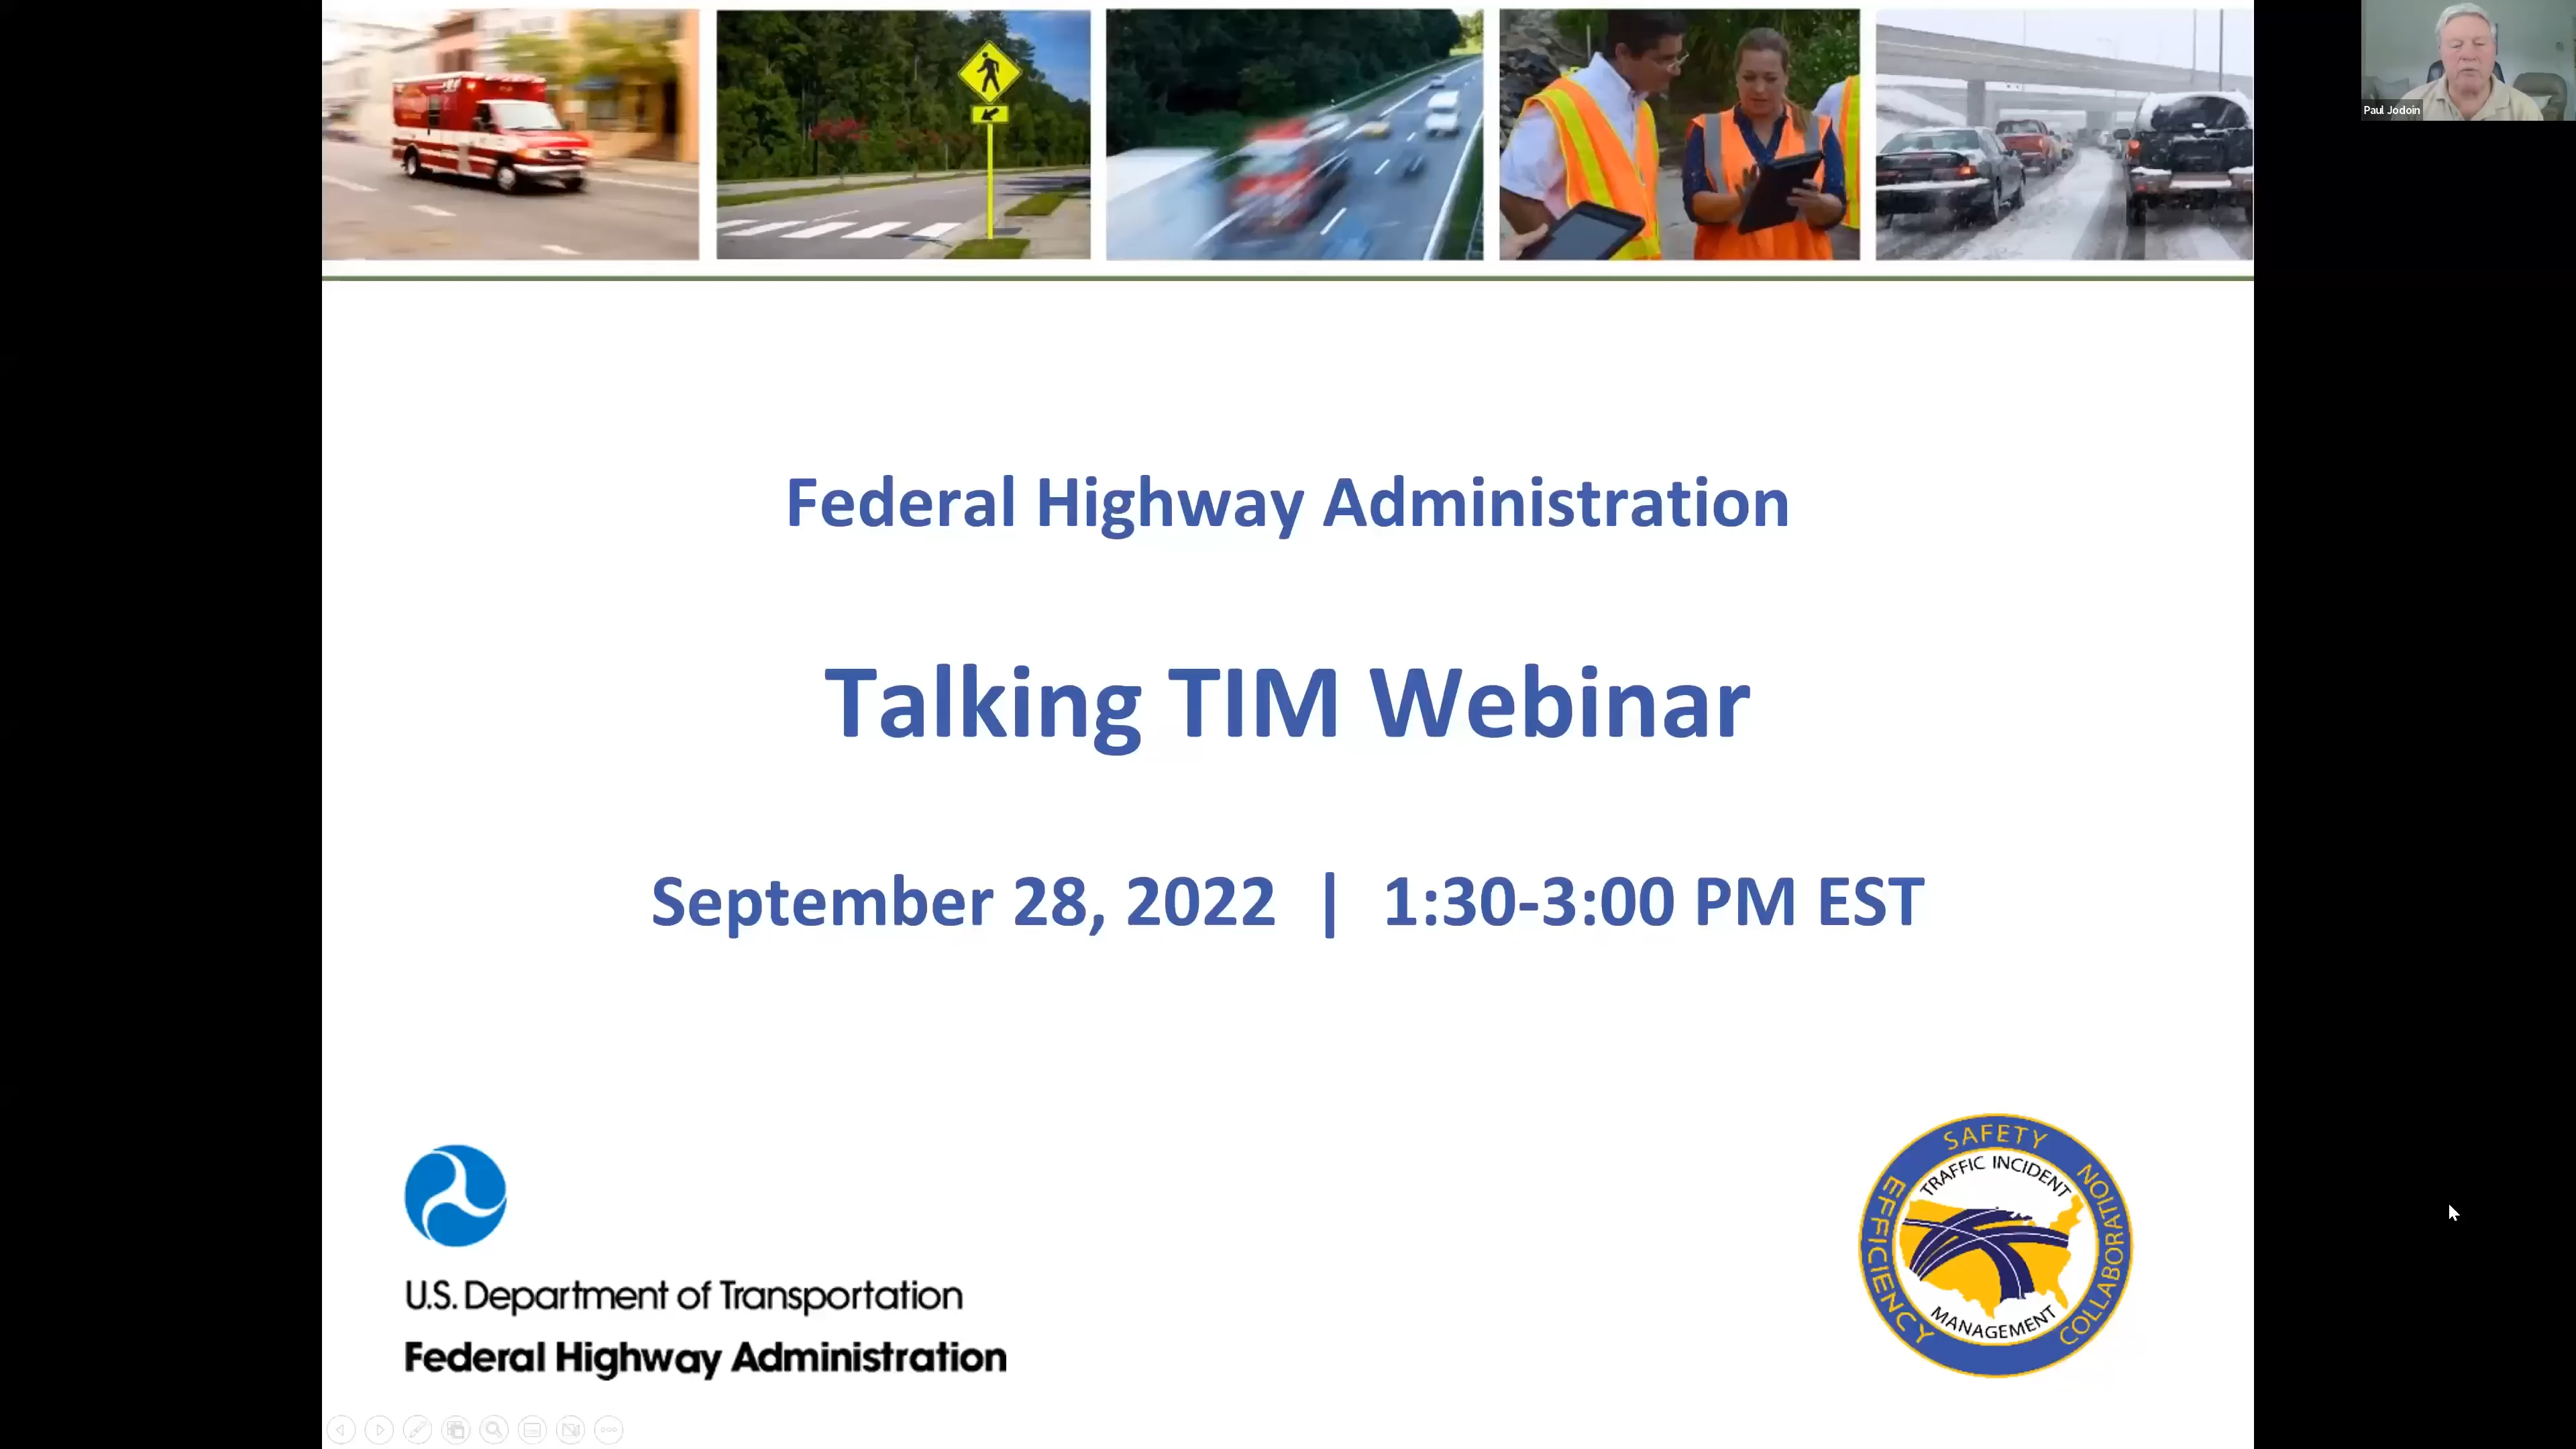 Paul Jodoin
Federal Highway Administration
Talking TIM Webinar
September 28, 2022 | 1:30-3:00 PM EST
U.S. Department of Transportation
Federal Highway Administration
SAFETY
TRAFFIC INCIDENT
MANAGEMENT
EFFICIENCY
COLLABORATION